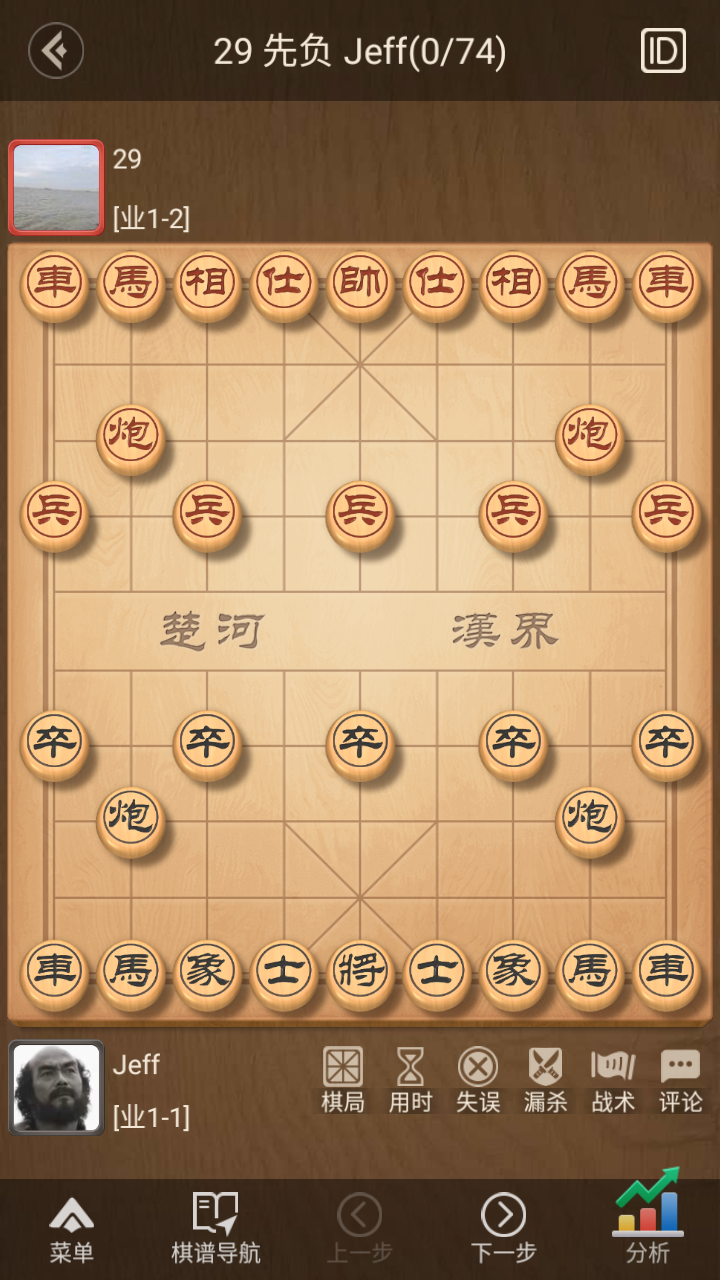 29 先负 Jeff(0/74)
ID
29
[业1-2]
車 馬 相 仕 帥 仕 相 馬 車
炮 炮
兵 兵 兵 兵 兵
楚河 漢界
卒 卒 卒 卒 卒
炮 炮
車 馬 象 士 將 士 象 馬 車
Jeff
[业1-1]
棋局 用时 失误 漏杀 战术 评论
菜单 棋谱导航 上一步 下一步 分析